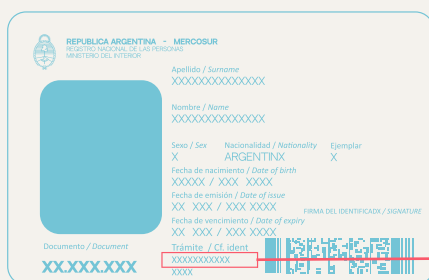 REPUBLICA ARGENTINA - MERCOSUR
REGISTRO NACIONAL DE LAS PERSONAS
MINISTERIO DEL INTERIOR
Apellido / Surname
XXXXXXXXXXXXXX
Nombre / Name
XXXXXXXXXXXXXX
Sexo / Sex Nacionalidad / Nationality Ejemplar
X ARGENTINX X
Fecha de nacimiento / Date of birth
XXXXX / XXX XXXX
Fecha de emisión / Date of issue
XX XXX / XXX XXXX
FIRMA DEL IDENTIFICADX / SIGNATURE
Fecha de vencimiento / Date of expiry
XX XXX / XXX XXXX
Documento / Document
XX.XXX.XXX
Trámite / Cf. ident
XXXXXXXXXXX
XXXX